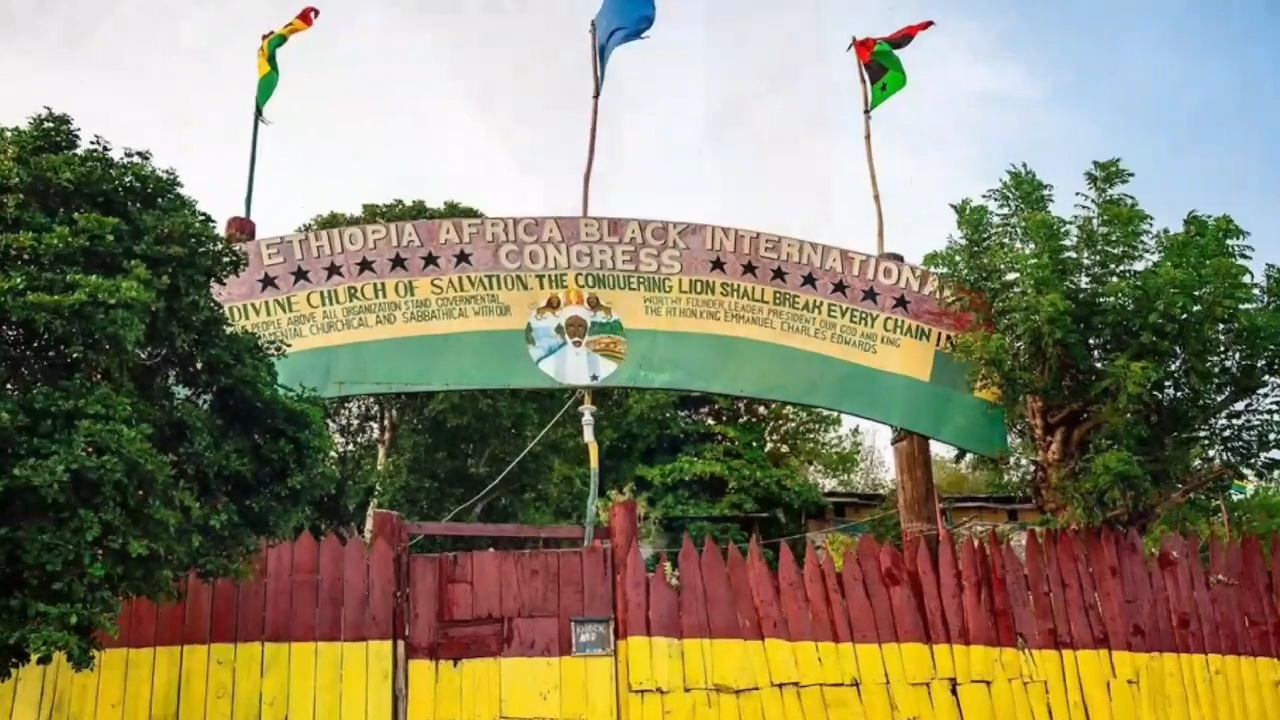 ETHIOPIA AFRICA BLACK INTERNATIONAL
CONGRESS
DIVINE CHURCH OF SALVATION. THE CONQUERING LION SHALL BREAK EVERY CHAIN
PEOPLE ABOVE ALL ORGANIZATION STAND GOVERNMENTAL,
CHURCHICAL, AND SABBATHICAL WITH OUR
WORTHY FOUNDER, LEADER PRESIDENT OUR GOD AND KING
THE RT HON. KING EMMANUEL CHARLES EDWARDS
KNOCK
AND